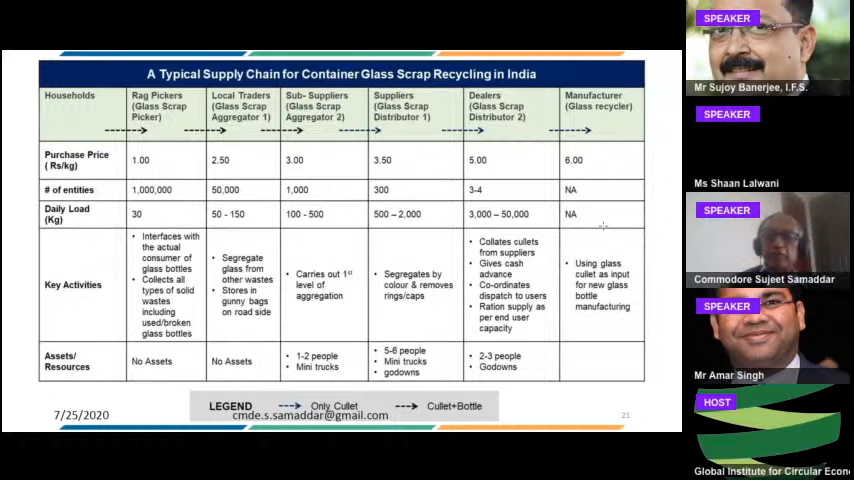 A Typical Supply Chain for Container Glass Scrap Recycling in India
Households
Rag Pickers
(Glass Scrap
Picker)
Local Traders
(Glass Scrap
Aggregator 1)
Sub- Suppliers
(Glass Scrap
Aggregator 2)
Suppliers
(Glass Scrap
Distributor 1)
Dealers
(Glass Scrap
Distributor 2)
Manufacturer
(Glass recycler)
Purchase Price
( Rs/kg)
1.00
2.50
3.00
3.50
5.00
6.00
# of entities
1,000,000
50,000
1,000
300
3-4
NA
Daily Load
(Kg)
30
50 - 150
100 - 500
500 – 2,000
3,000 – 50,000
NA
Key Activities
• Interfaces with
the actual
consumer of
glass bottles
• Collects all
types of solid
wastes
including
used/broken
glass bottles
• Segregate
glass from
other wastes
• Stores in
gunny bags
on road side
• Carries out 1st
level of
aggregation
• Segregates by
colour & removes
rings/caps
• Collates cullets
from suppliers
• Gives cash
advance
• Co-ordinates
dispatch to users
• Ration supply as
per end user
capacity
• Using glass
cullet as input
for new glass
bottle
manufacturing
Assets/
Resources
No Assets
No Assets
• 1-2 people
• Mini trucks
• 5-6 people
• Mini trucks
• godowns
• 2-3 people
• Godowns
LEGEND
Only Cullet
Cullet+Bottle
7/25/2020
cmde.s.samaddar@gmail.com
21
SPEAKER
Mr Sujoy Banerjee, I.F.S.
SPEAKER
Ms Shaan Lalwani
SPEAKER
Commodore Sujeet Samaddar
SPEAKER
Mr Amar Singh
HOST
Global Institute for Circular Econ